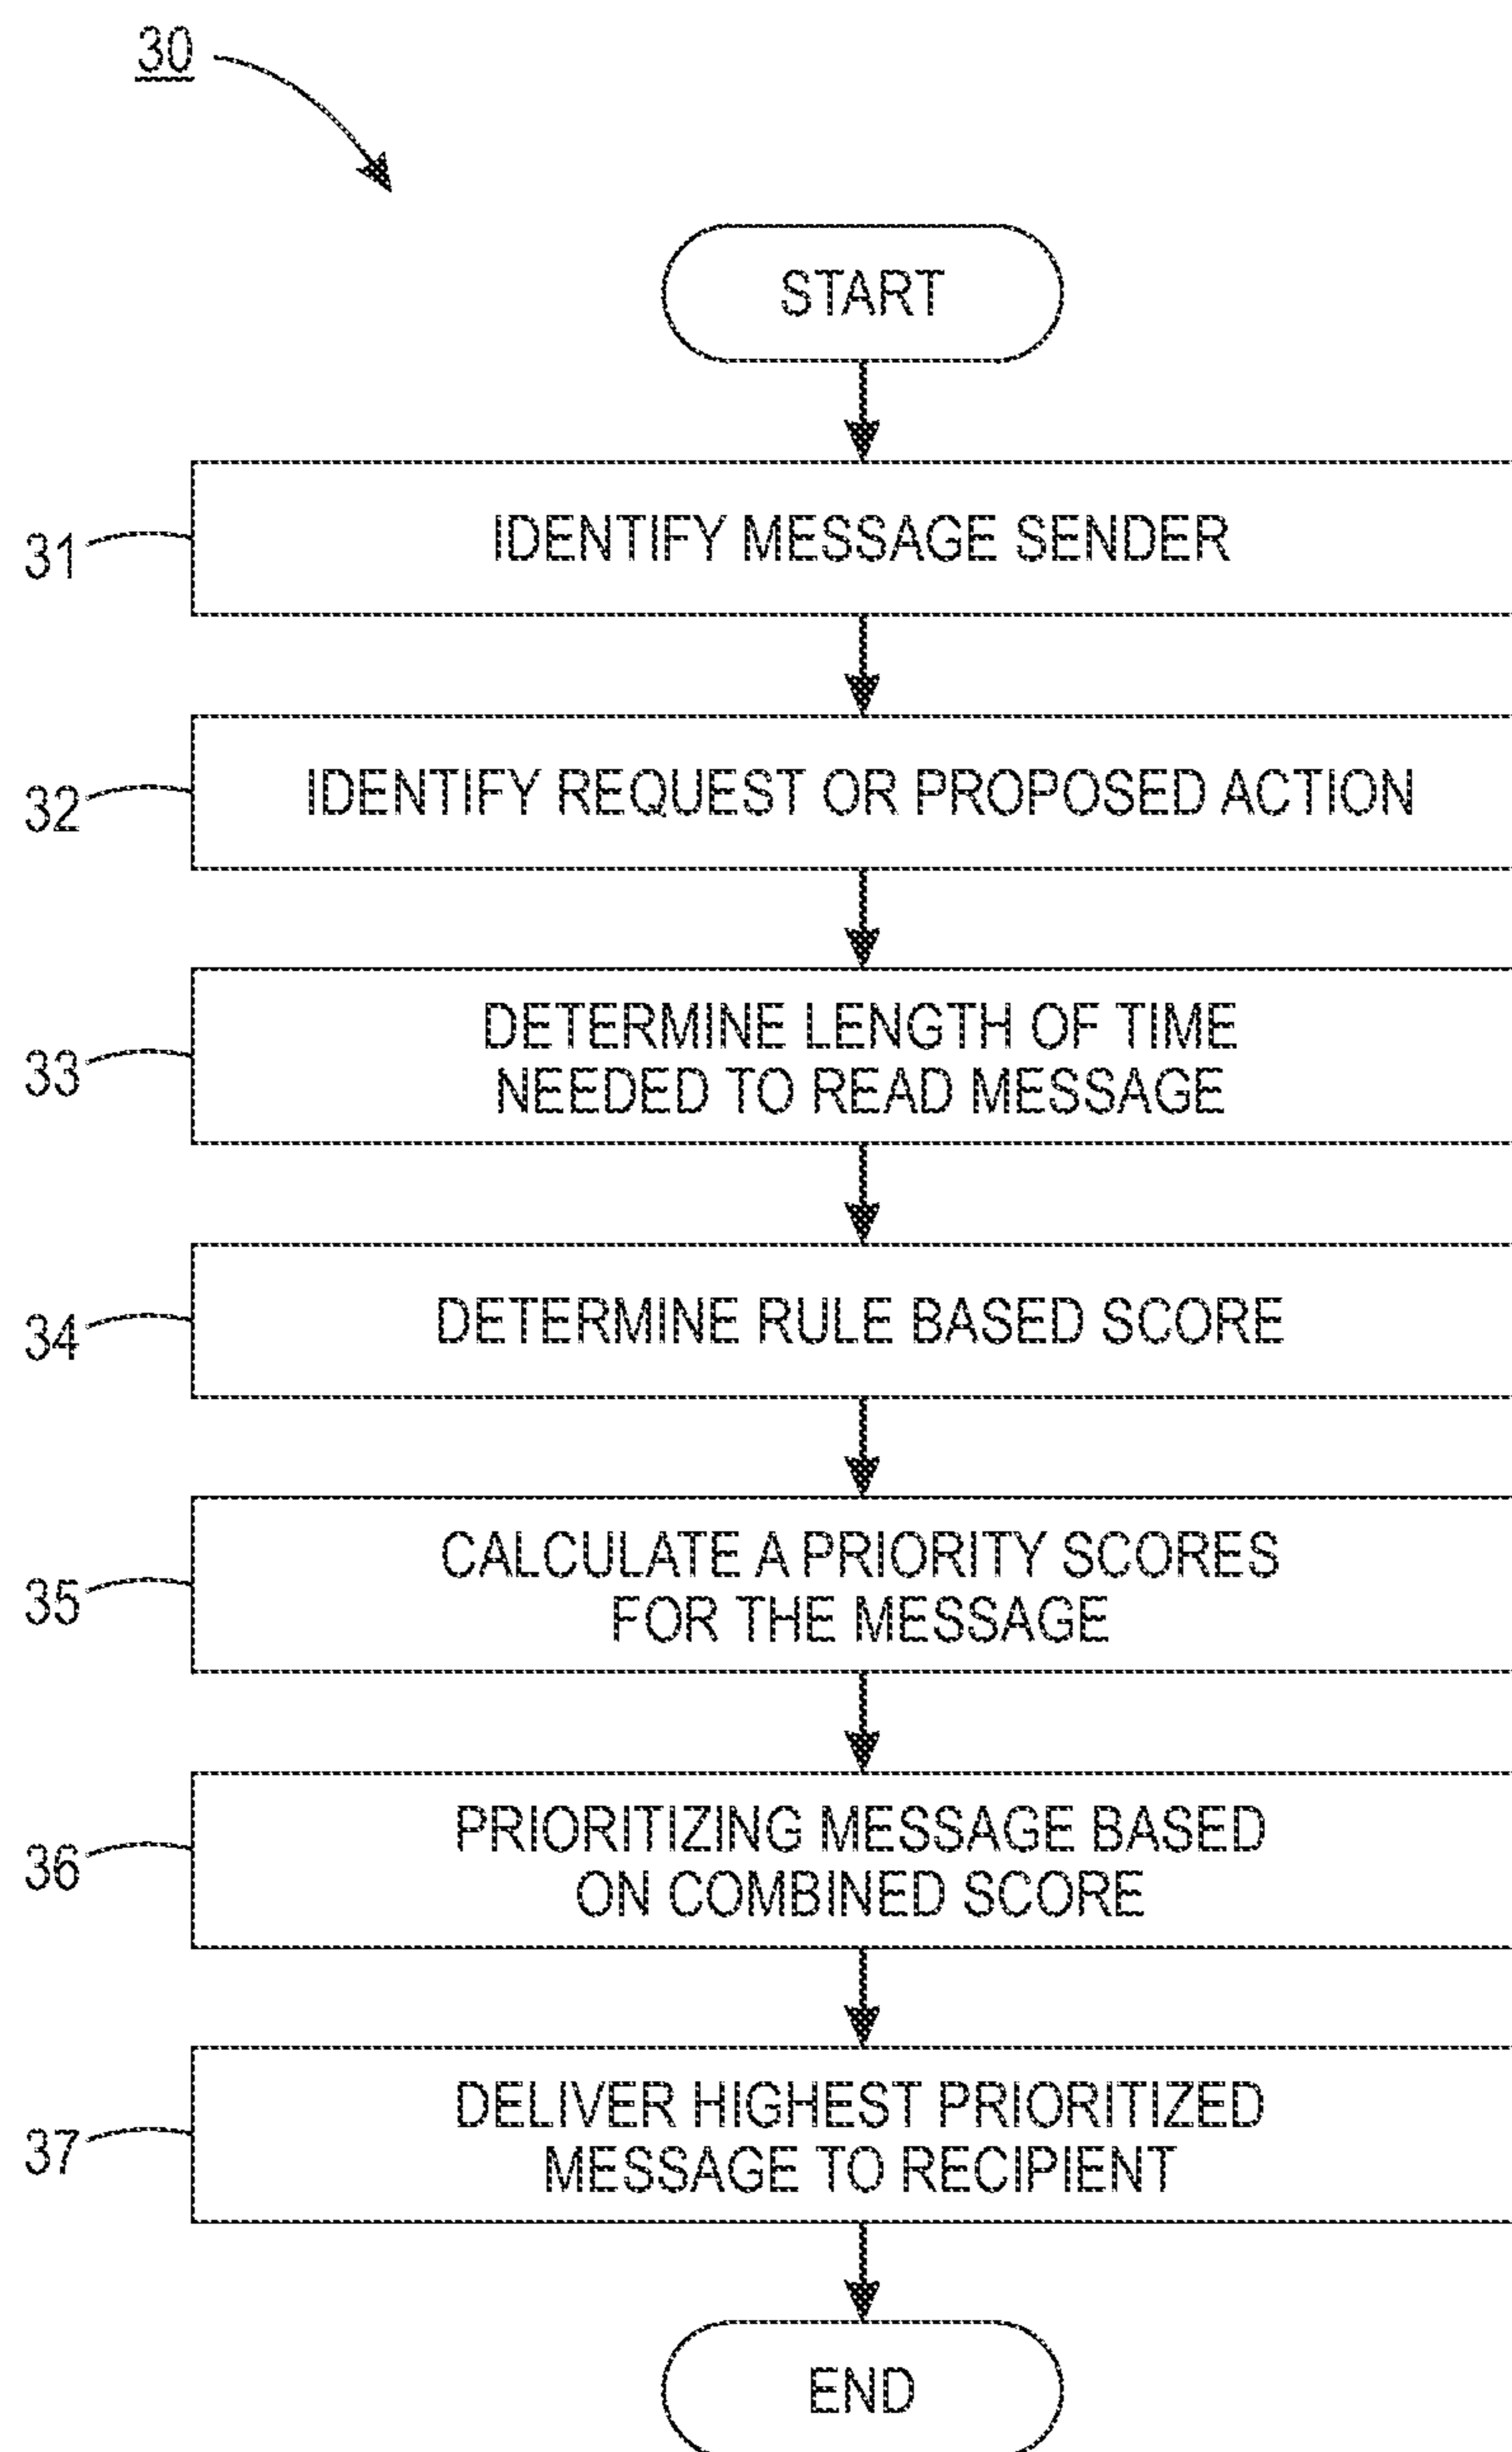 30
START
31
IDENTIFY MESSAGE SENDER
32
IDENTIFY REQUEST OR PROPOSED ACTION
33
DETERMINE LENGTH OF TIME
NEEDED TO READ MESSAGE
34
DETERMINE RULE BASED SCORE
35
CALCULATE A PRIORITY SCORES
FOR THE MESSAGE
36
PRIORITIZING MESSAGE BASED
ON COMBINED SCORE
37
DELIVER HIGHEST PRIORITIZED
MESSAGE TO RECIPIENT
END